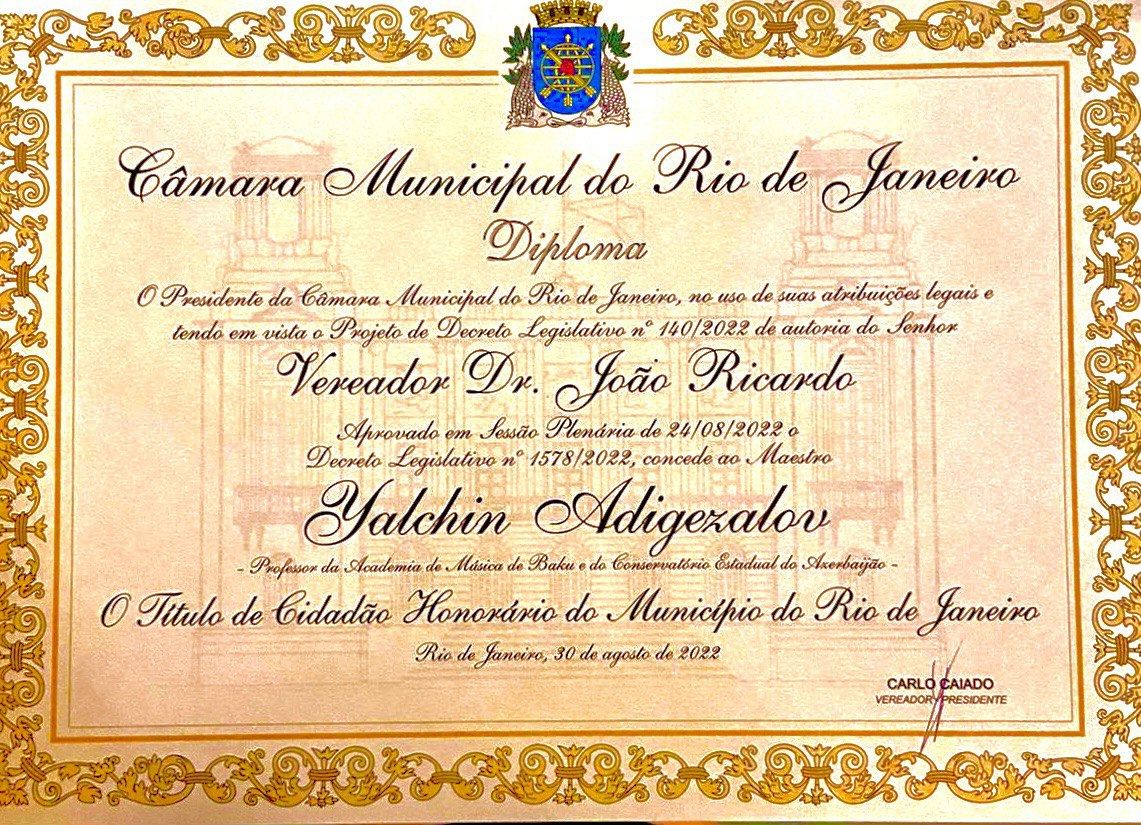 Câmara Municipal do Rio de Janeiro
Diploma
O Presidente da Câmara Municipal do Rio de Janeiro, no uso de suas atribuições legais e
tendo em vista o Projeto de Decreto Legislativo nº 140/2022 de autoria do Senhor
Vereador Dr. João Ricardo
Aprovado em Sessão Plenária de 24/08/2022 o
Decreto Legislativo nº 1578/2022, concede ao Maestro
Yalchin Adigezalov
- Professor da Academia de Música de Baku e do Conservatório Estadual do Azerbaijão -
O Título de Cidadão Honorário do Município do Rio de Janeiro
Rio de Janeiro, 30 de agosto de 2022
CARLO CAIADO
VEREADOR PRESIDENTE